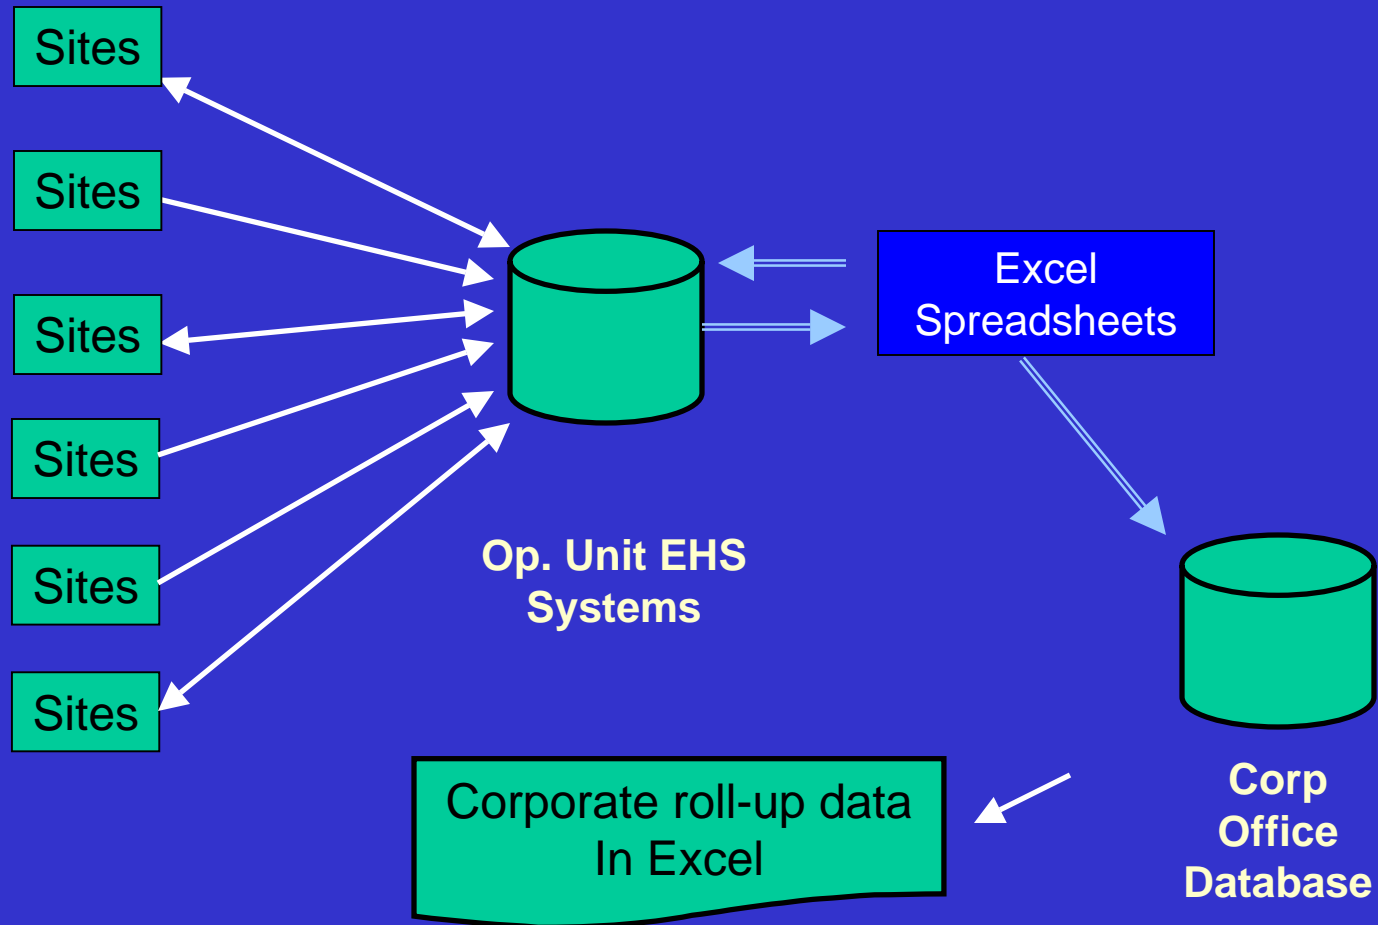 Sites
Sites
Sites
Sites
Sites
Sites
Excel
Spreadsheets
Op. Unit EHS
Systems
Corporate roll-up data
In Excel
Corp
Office
Database